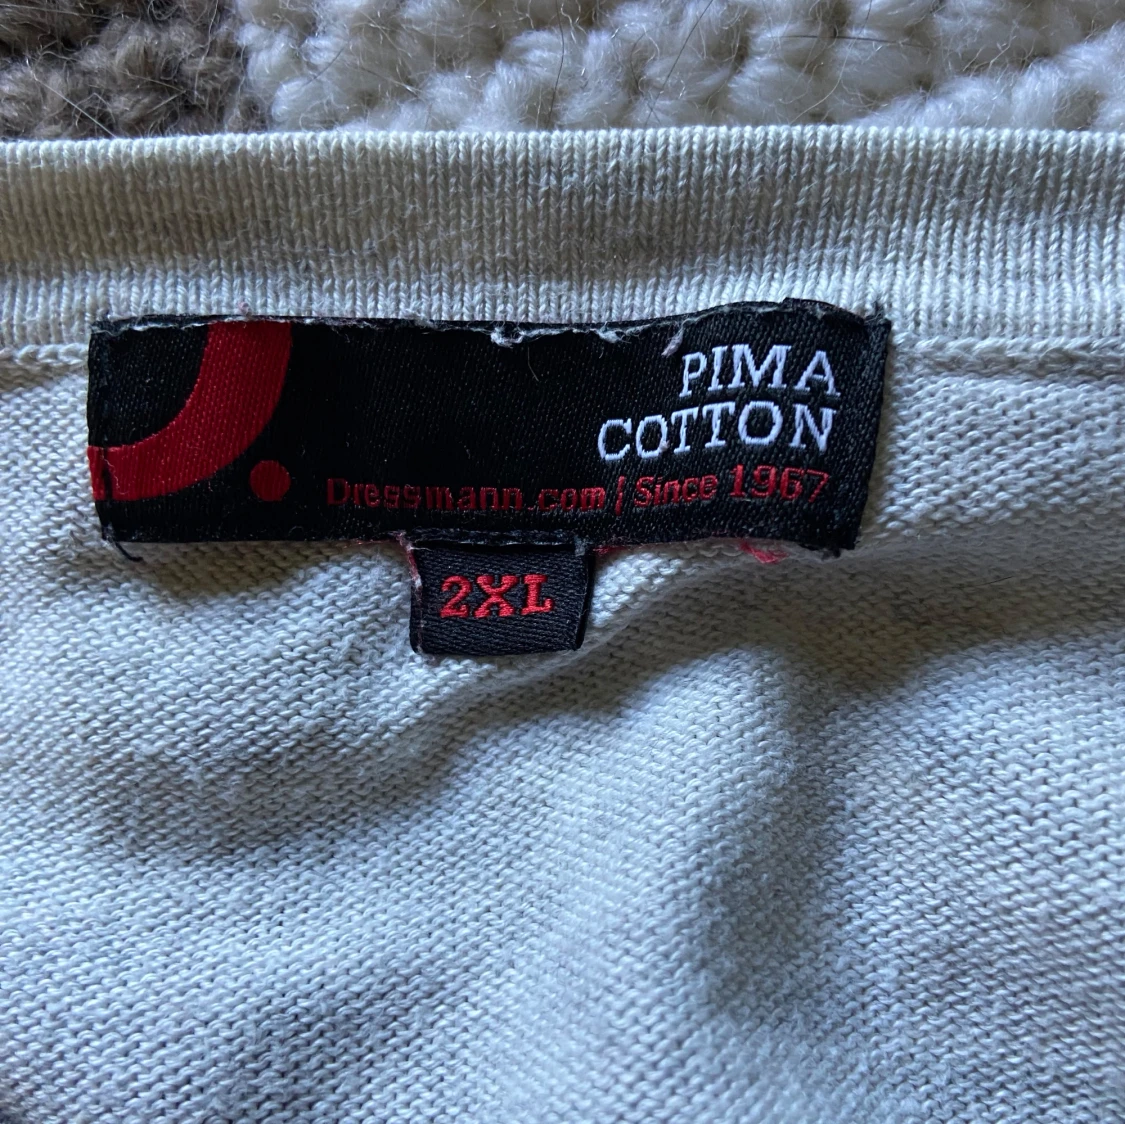 PIMA
COTTON
Dressmann.com | Since 1967
2XL